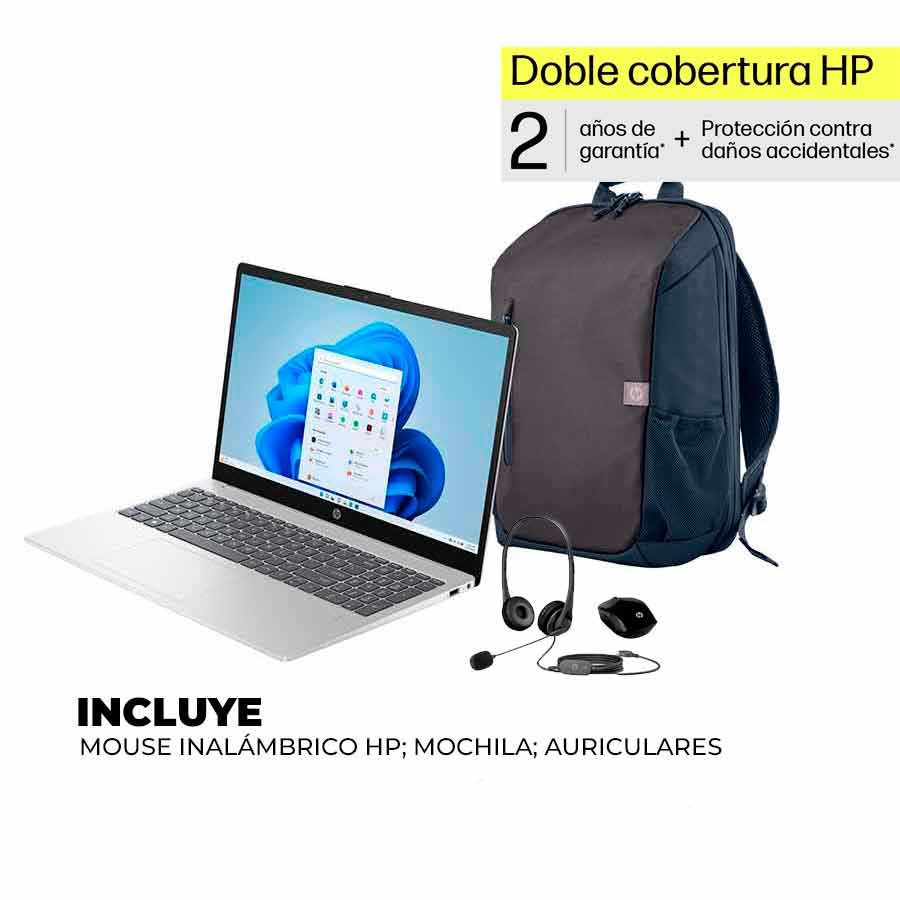 Doble cobertura HP
2 años de garantía* + Protección contra daños accidentales*
INCLUYE
MOUSE INALÁMBRICO HP; MOCHILA; AURICULARES